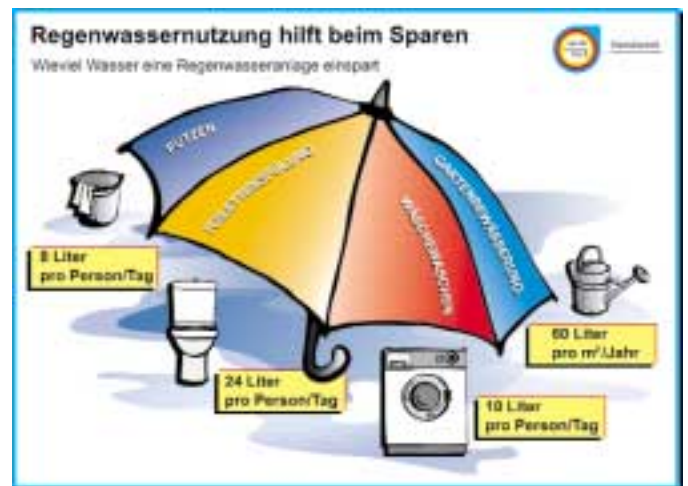 Regenwassernutzung hilft beim Sparen
Wieviel Wasser eine Regenwasseranlage einspart
PUTZEN
TOILETTENSPÜLUNG
WÄSCHEWASCHEN
GARTENBEWÄSSERUNG
8 Liter
pro Person/Tag
24 Liter
pro Person/Tag
10 Liter
pro Person/Tag
60 Liter
pro m²/Jahr